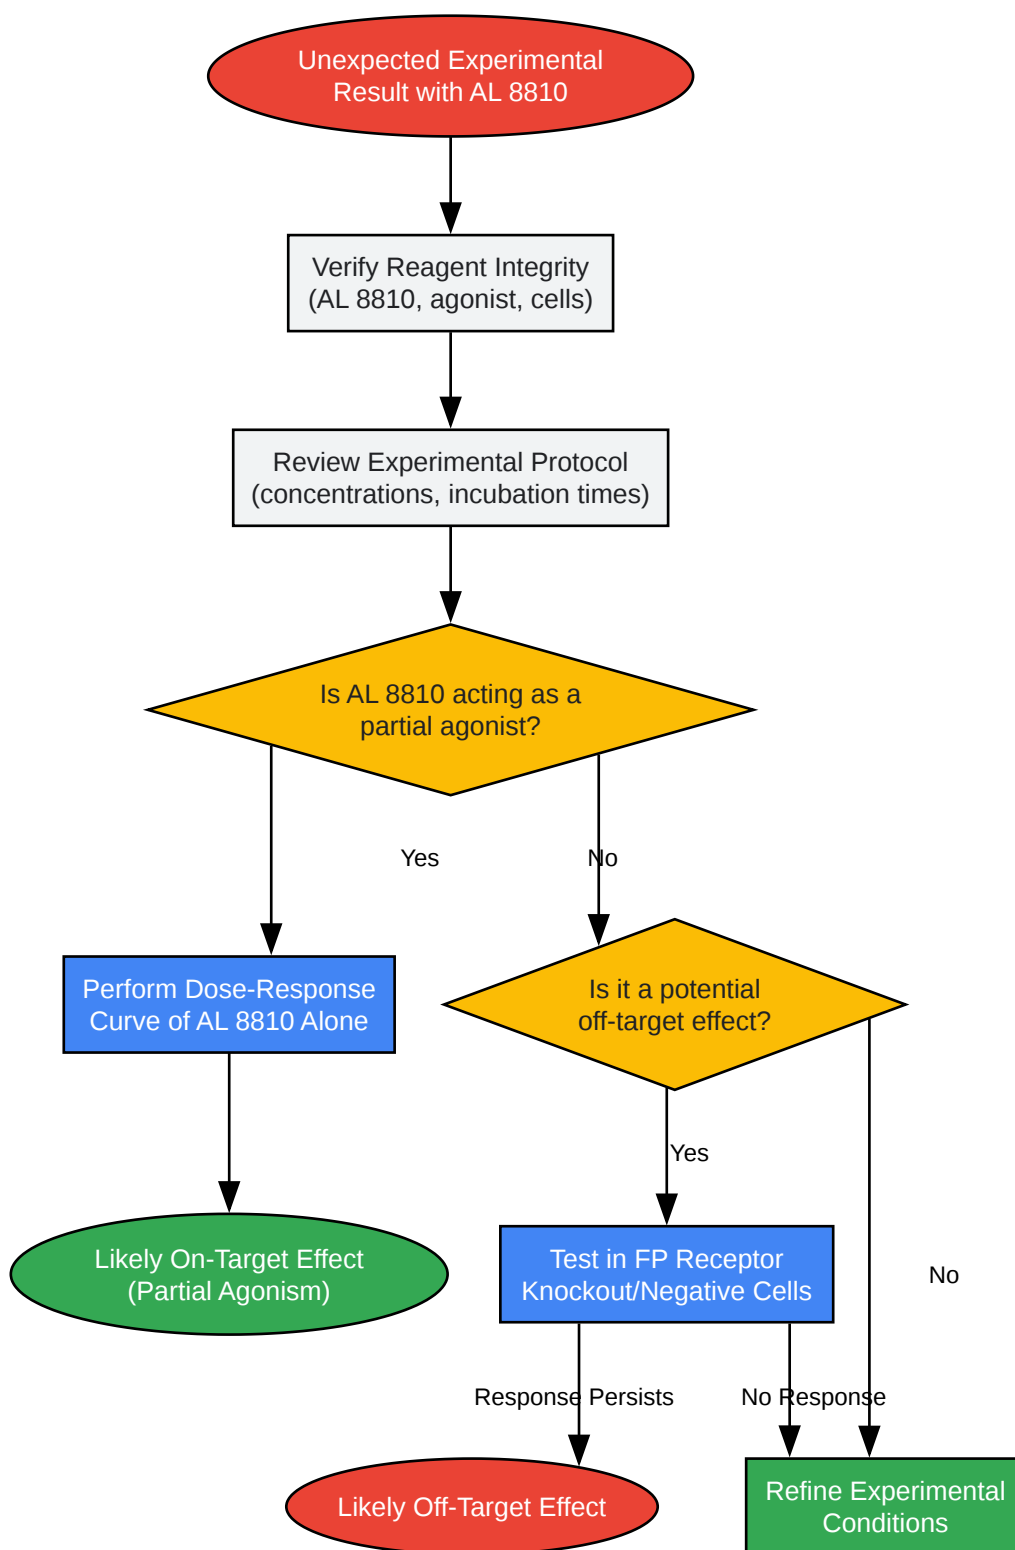 Unexpected Experimental
Result with AL 8810
Verify Reagent Integrity
(AL 8810, agonist, cells)
Review Experimental Protocol
(concentrations, incubation times)
Is AL 8810 acting as a
partial agonist?
Yes
No
Perform Dose-Response
Curve of AL 8810 Alone
Is it a potential
off-target effect?
Yes
Likely On-Target Effect
(Partial Agonism)
Test in FP Receptor
Knockout/Negative Cells
No
Response Persists
No Response
Likely Off-Target Effect
Refine Experimental
Conditions